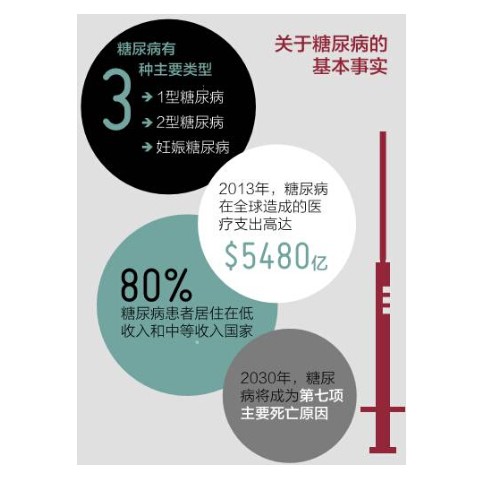 关于糖尿病的
基本事实
糖尿病有
3种主要类型
→1型糖尿病
→2型糖尿病
→妊娠糖尿病
2013年，糖尿病
在全球造成的医
疗支出高达
$5480亿
80%
糖尿病患者居住在低
收入和中等收入国家
2030年，糖尿
病将成为第七项
主要死亡原因